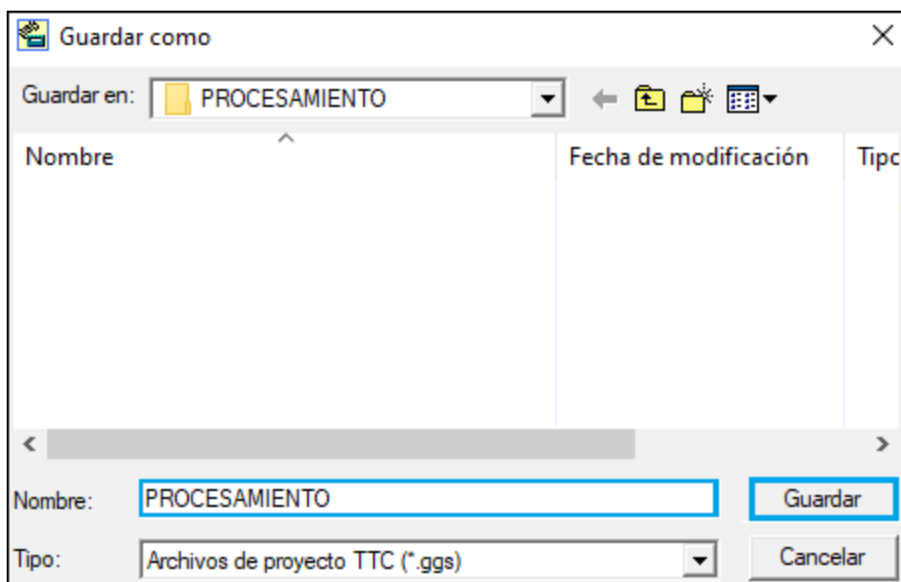 Guardar como
Guardar en: PROCESAMIENTO
Nombre Fecha de modificación Tipo
Nombre: PROCESAMIENTO Guardar
Tipo: Archivos de proyecto TTC (*.ggs) Cancelar